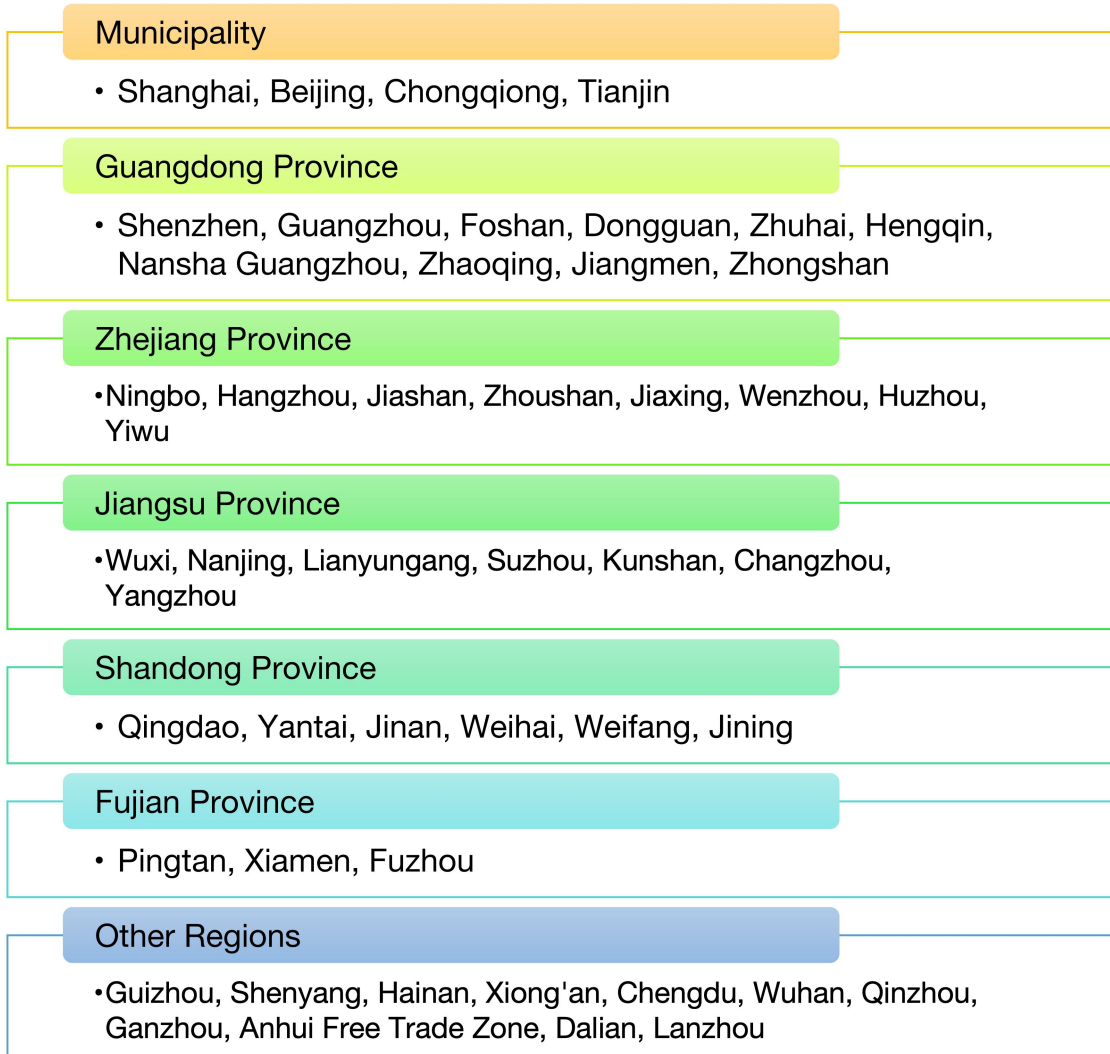 Municipality
• Shanghai, Beijing, Chongqiong, Tianjin
Guangdong Province
• Shenzhen, Guangzhou, Foshan, Dongguan, Zhuhai, Hengqin,
Nansha Guangzhou, Zhaoqing, Jiangmen, Zhongshan
Zhejiang Province
•Ningbo, Hangzhou, Jiashan, Zhoushan, Jiaxing, Wenzhou, Huzhou,
Yiwu
Jiangsu Province
•Wuxi, Nanjing, Lianyungang, Suzhou, Kunshan, Changzhou,
Yangzhou
Shandong Province
• Qingdao, Yantai, Jinan, Weihai, Weifang, Jining
Fujian Province
• Pingtan, Xiamen, Fuzhou
Other Regions
•Guizhou, Shenyang, Hainan, Xiong'an, Chengdu, Wuhan, Qinzhou,
Ganzhou, Anhui Free Trade Zone, Dalian, Lanzhou